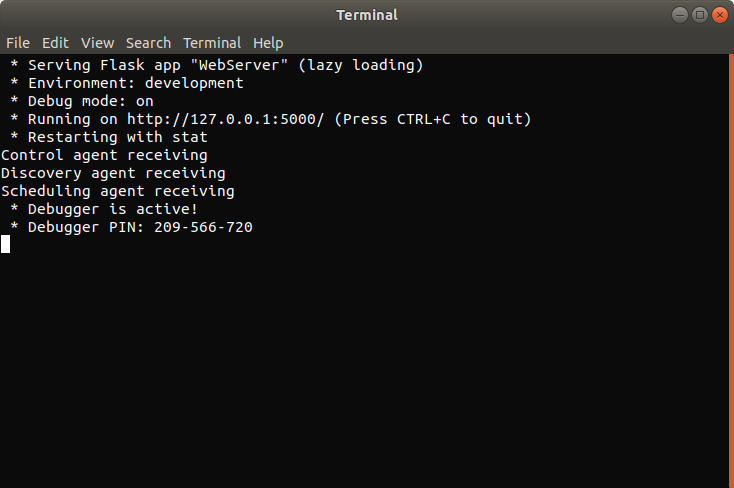 Terminal
File Edit View Search Terminal Help
* Serving Flask app "WebServer" (lazy loading)
* Environment: development
* Debug mode: on
* Running on http://127.0.0.1:5000/ (Press CTRL+C to quit)
* Restarting with stat
Control agent receiving
Discovery agent receiving
Scheduling agent receiving
* Debugger is active!
* Debugger PIN: 209-566-720